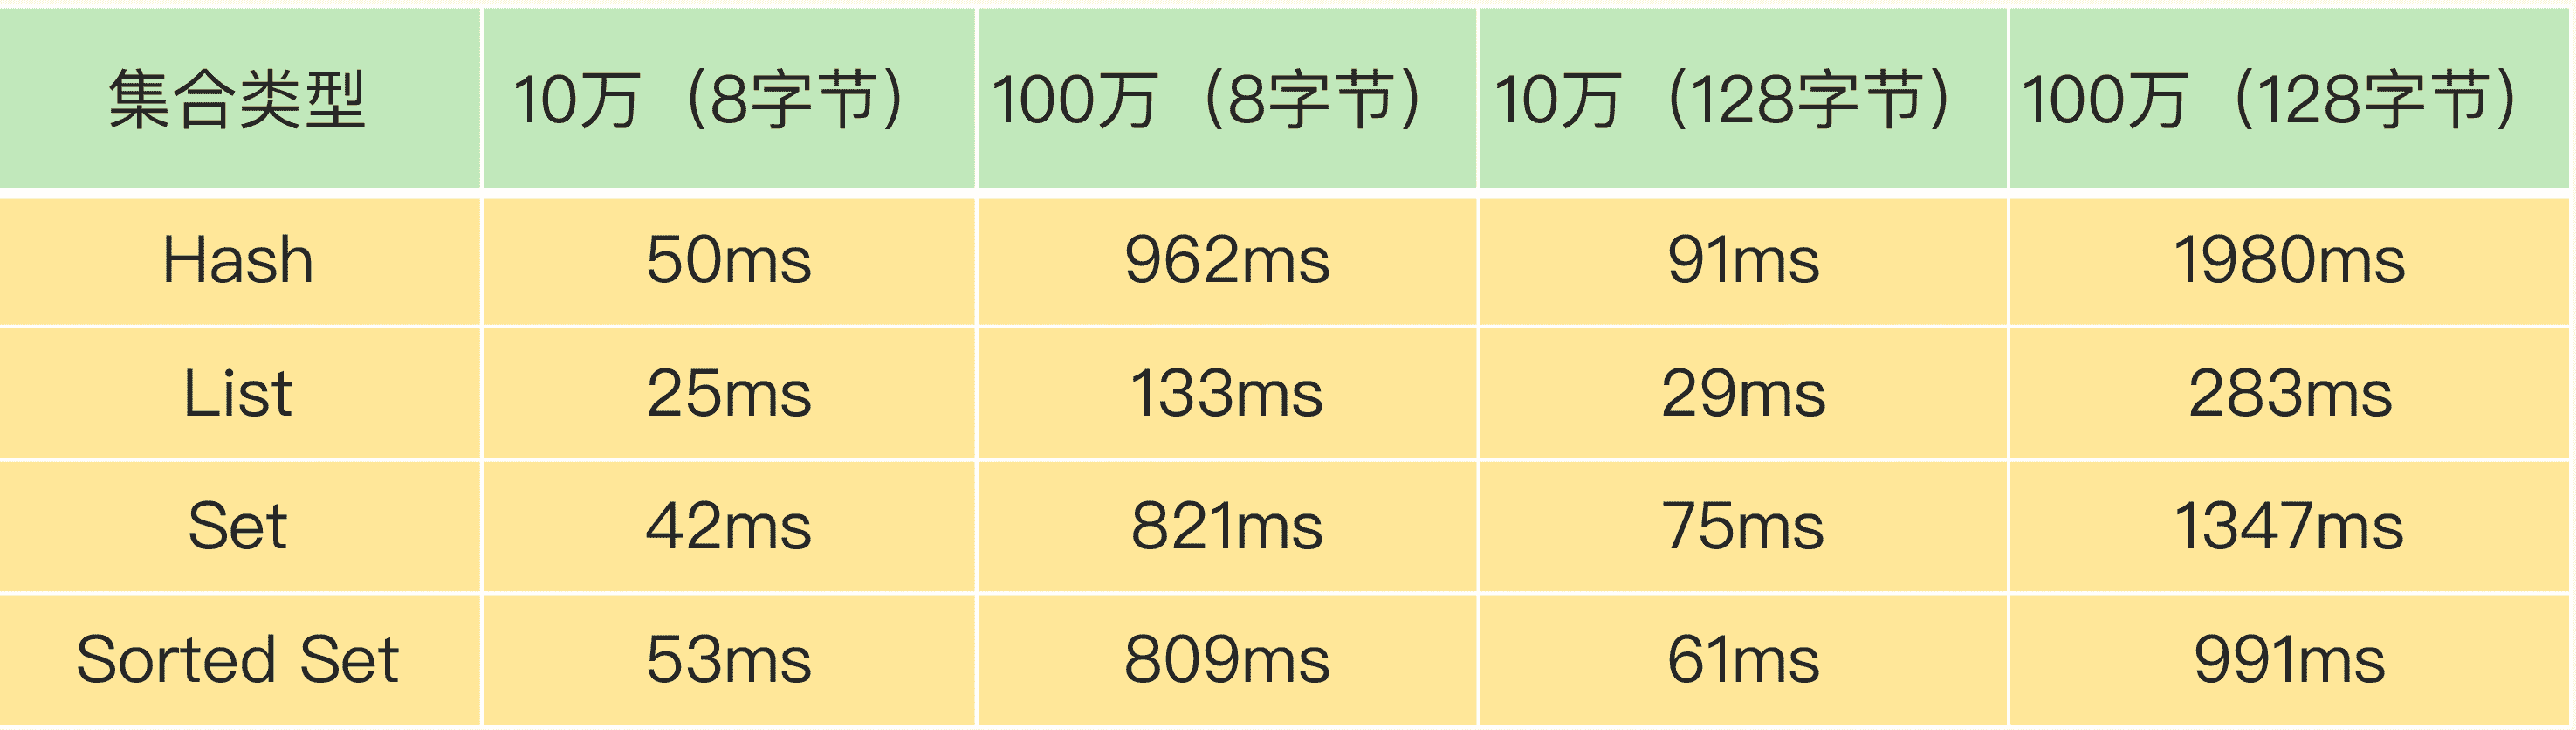 集合类型 10万（8字节） 100万（8字节） 10万（128字节） 100万（128字节）
Hash 50ms 962ms 91ms 1980ms
List 25ms 133ms 29ms 283ms
Set 42ms 821ms 75ms 1347ms
Sorted Set 53ms 809ms 61ms 991ms